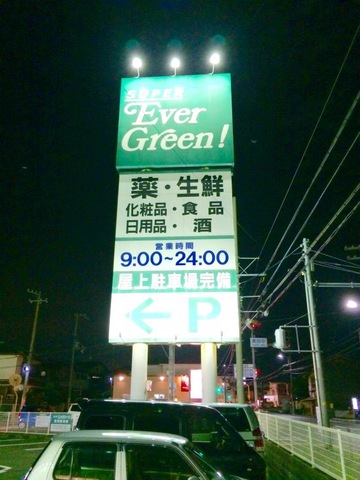 SUPER
Ever
Green!
薬・生鮮
化粧品・食品
日用品・酒
営業時間
9:00~24:00
屋上駐車場完備
←P